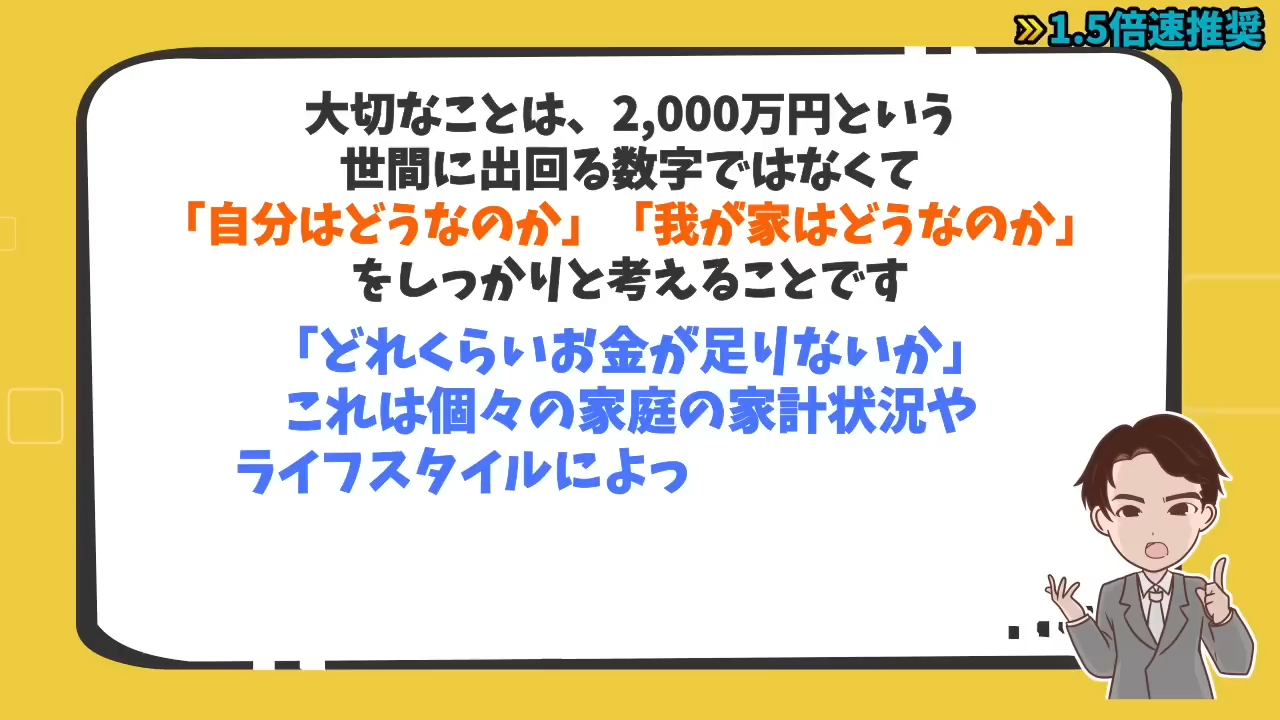 1.5倍速推奨
大切なことは、2,000万円という
世間に出回る数字ではなくて
「自分はどうなのか」「我が家はどうなのか」
をしっかりと考えることです
「どれくらいお金が足りないか」
これは個々の家庭の家計状況や
ライフスタイルによっ